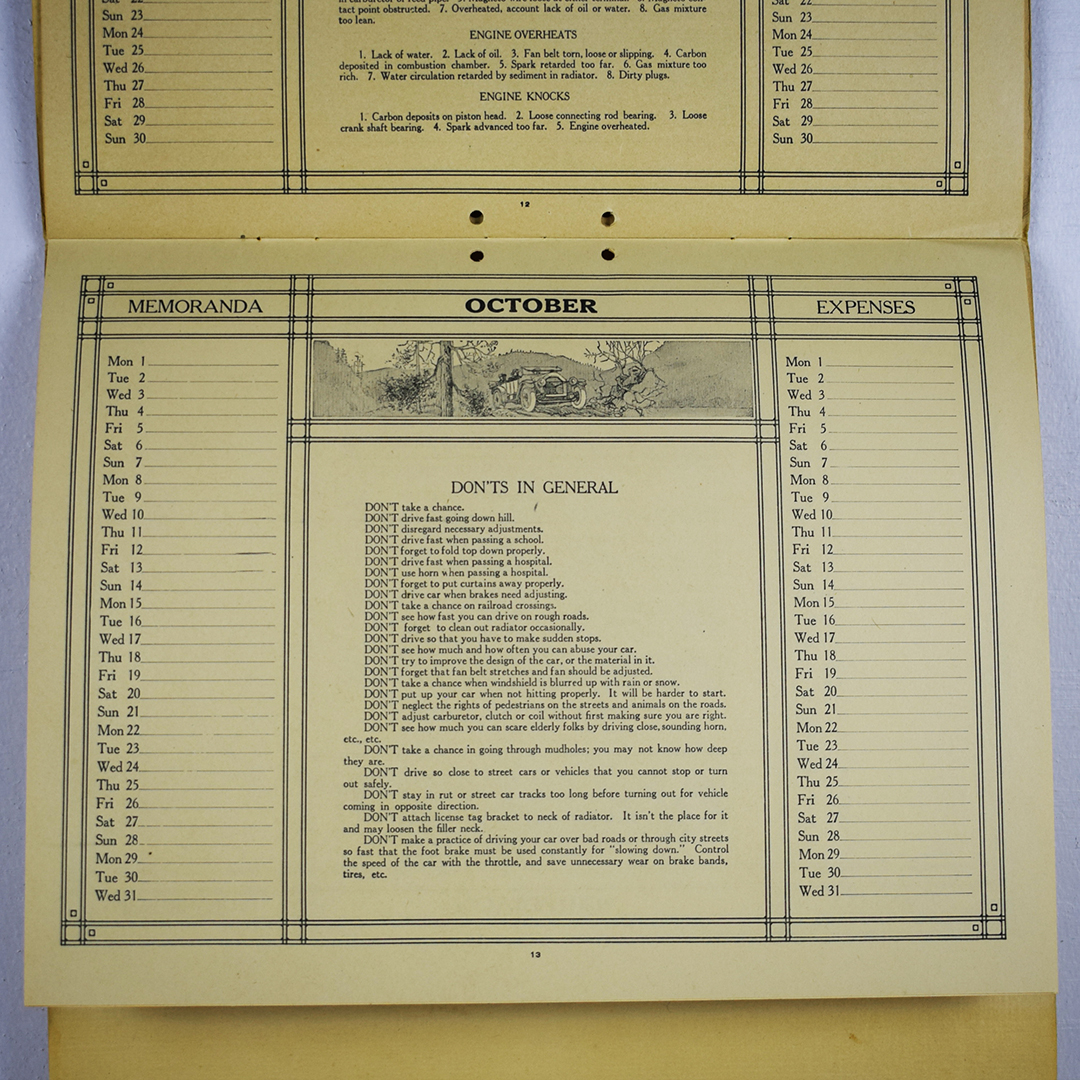 Sun 23
Mon 24
Tue 25
Wed 26
Thu 27
Fri 28
Sat 29
Sun 30
tact point obstructed. 7. Overheated, account lack of oil or water. 8. Gas mixture
too lean.
ENGINE OVERHEATS
1. Lack of water. 2. Lack of oil. 3. Fan belt torn, loose or slipping. 4. Carbon
deposited in combustion chamber. 5. Spark retarded too far. 6. Gas mixture too
rich. 7. Water circulation retarded by sediment in radiator. 8. Dirty plugs.
ENGINE KNOCKS
1. Carbon deposits on piston head. 2. Loose connecting rod bearing. 3. Loose
crank shaft bearing. 4. Spark advanced too far. 5. Engine overheated.
Sat 22
Sun 23
Mon 24
Tue 25
Wed 26
Thu 27
Fri 28
Sat 29
Sun 30
12
MEMORANDA
Mon 1
Tue 2
Wed 3
Thu 4
Fri 5
Sat 6
Sun 7
Mon 8
Tue 9
Wed 10
Thu 11
Fri 12
Sat 13
Sun 14
Mon 15
Tue 16
Wed 17
Thu 18
Fri 19
Sat 20
Sun 21
Mon 22
Tue 23
Wed 24
Thu 25
Fri 26
Sat 27
Sun 28
Mon 29
Tue 30
Wed 31
OCTOBER
DON'TS IN GENERAL
DON'T take a chance.
DON'T drive fast going down hill.
DON'T disregard necessary adjustments.
DON'T drive fast when passing a school.
DON'T forget to fold top down properly.
DON'T drive fast when passing a hospital.
DON'T use horn when passing a hospital.
DON'T forget to put curtains away properly.
DON'T drive car when brakes need adjusting.
DON'T take a chance on railroad crossings.
DON'T see how fast you can drive on rough roads.
DON'T forget to clean out radiator occasionally.
DON'T drive so that you have to make sudden stops.
DON'T see how much and how often you can abuse your car.
DON'T try to improve the design of the car, or the material in it.
DON'T forget that fan belt stretches and fan should be adjusted.
DON'T take a chance when windshield is blurred up with rain or snow.
DON'T put up your car when not hitting properly. It will be harder to start.
DON'T neglect the rights of pedestrians on the streets and animals on the roads.
DON'T adjust carburetor, clutch or coil without first making sure you are right.
DON'T see how much you can scare elderly folks by driving close, sounding horn,
etc., etc.
DON'T take a chance in going through mudholes; you may not know how deep
they are.
DON'T drive so close to street cars or vehicles that you cannot stop or turn
out safely.
DON'T stay in rut or street car tracks too long before turning out for vehicle
coming in opposite direction.
DON'T attach license tag bracket to neck of radiator. It isn't the place for it
and may loosen the filler neck.
DON'T make a practice of driving your car over bad roads or through city streets
so fast that the foot brake must be used constantly for "slowing down." Control
the speed of the car with the throttle, and save unnecessary wear on brake bands,
tires, etc.
EXPENSES
Mon 1
Tue 2
Wed 3
Thu 4
Fri 5
Sat 6
Sun 7
Mon 8
Tue 9
Wed 10
Thu 11
Fri 12
Sat 13
Sun 14
Mon 15
Tue 16
Wed 17
Thu 18
Fri 19
Sat 20
Sun 21
Mon 22
Tue 23
Wed 24
Thu 25
Fri 26
Sat 27
Sun 28
Mon 29
Tue 30
Wed 31
13